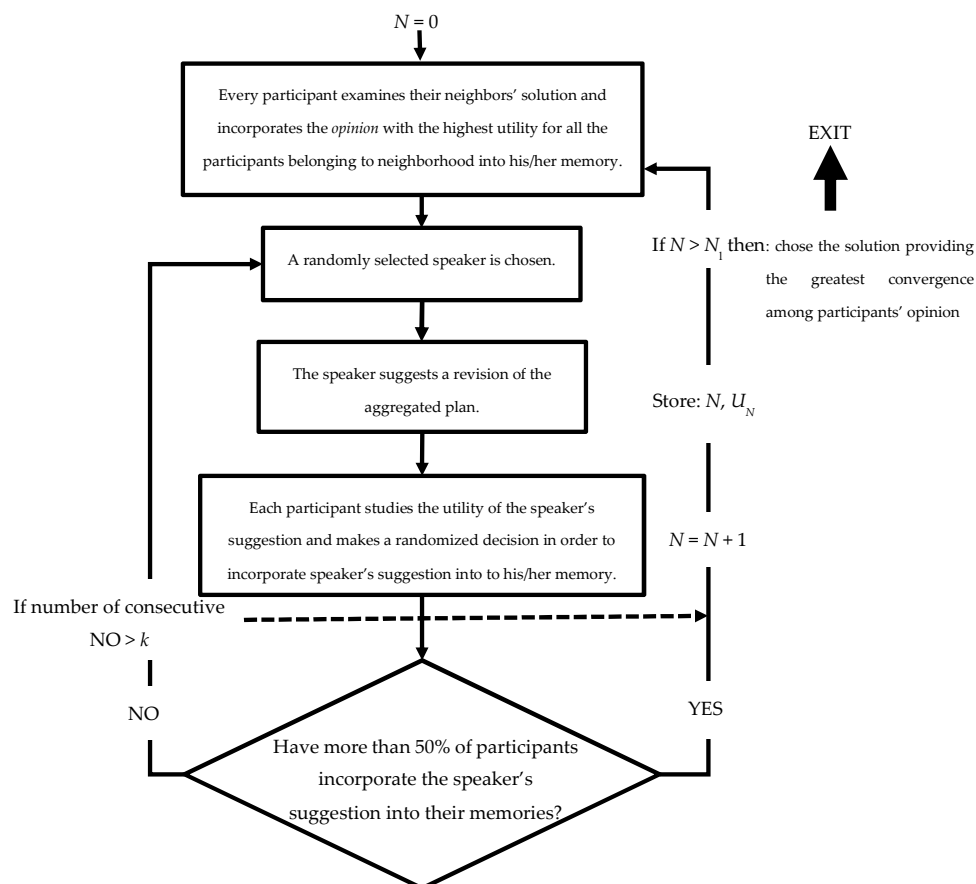 N = 0
Every participant examines their neighbors’ solution and
incorporates the opinion with the highest utility for all the
participants belonging to neighborhood into his/her memory.
EXIT
A randomly selected speaker is chosen.
If N > N1 then: chose the solution providing
the greatest convergence
among participants’ opinion
The speaker suggests a revision of the
aggregated plan.
Store: N, UN
Each participant studies the utility of the speaker’s
suggestion and makes a randomized decision in order to
incorporate speaker’s suggestion into to his/her memory.
N = N + 1
If number of consecutive
NO > k
NO
YES
Have more than 50% of participants
incorporate the speaker’s
suggestion into their memories?